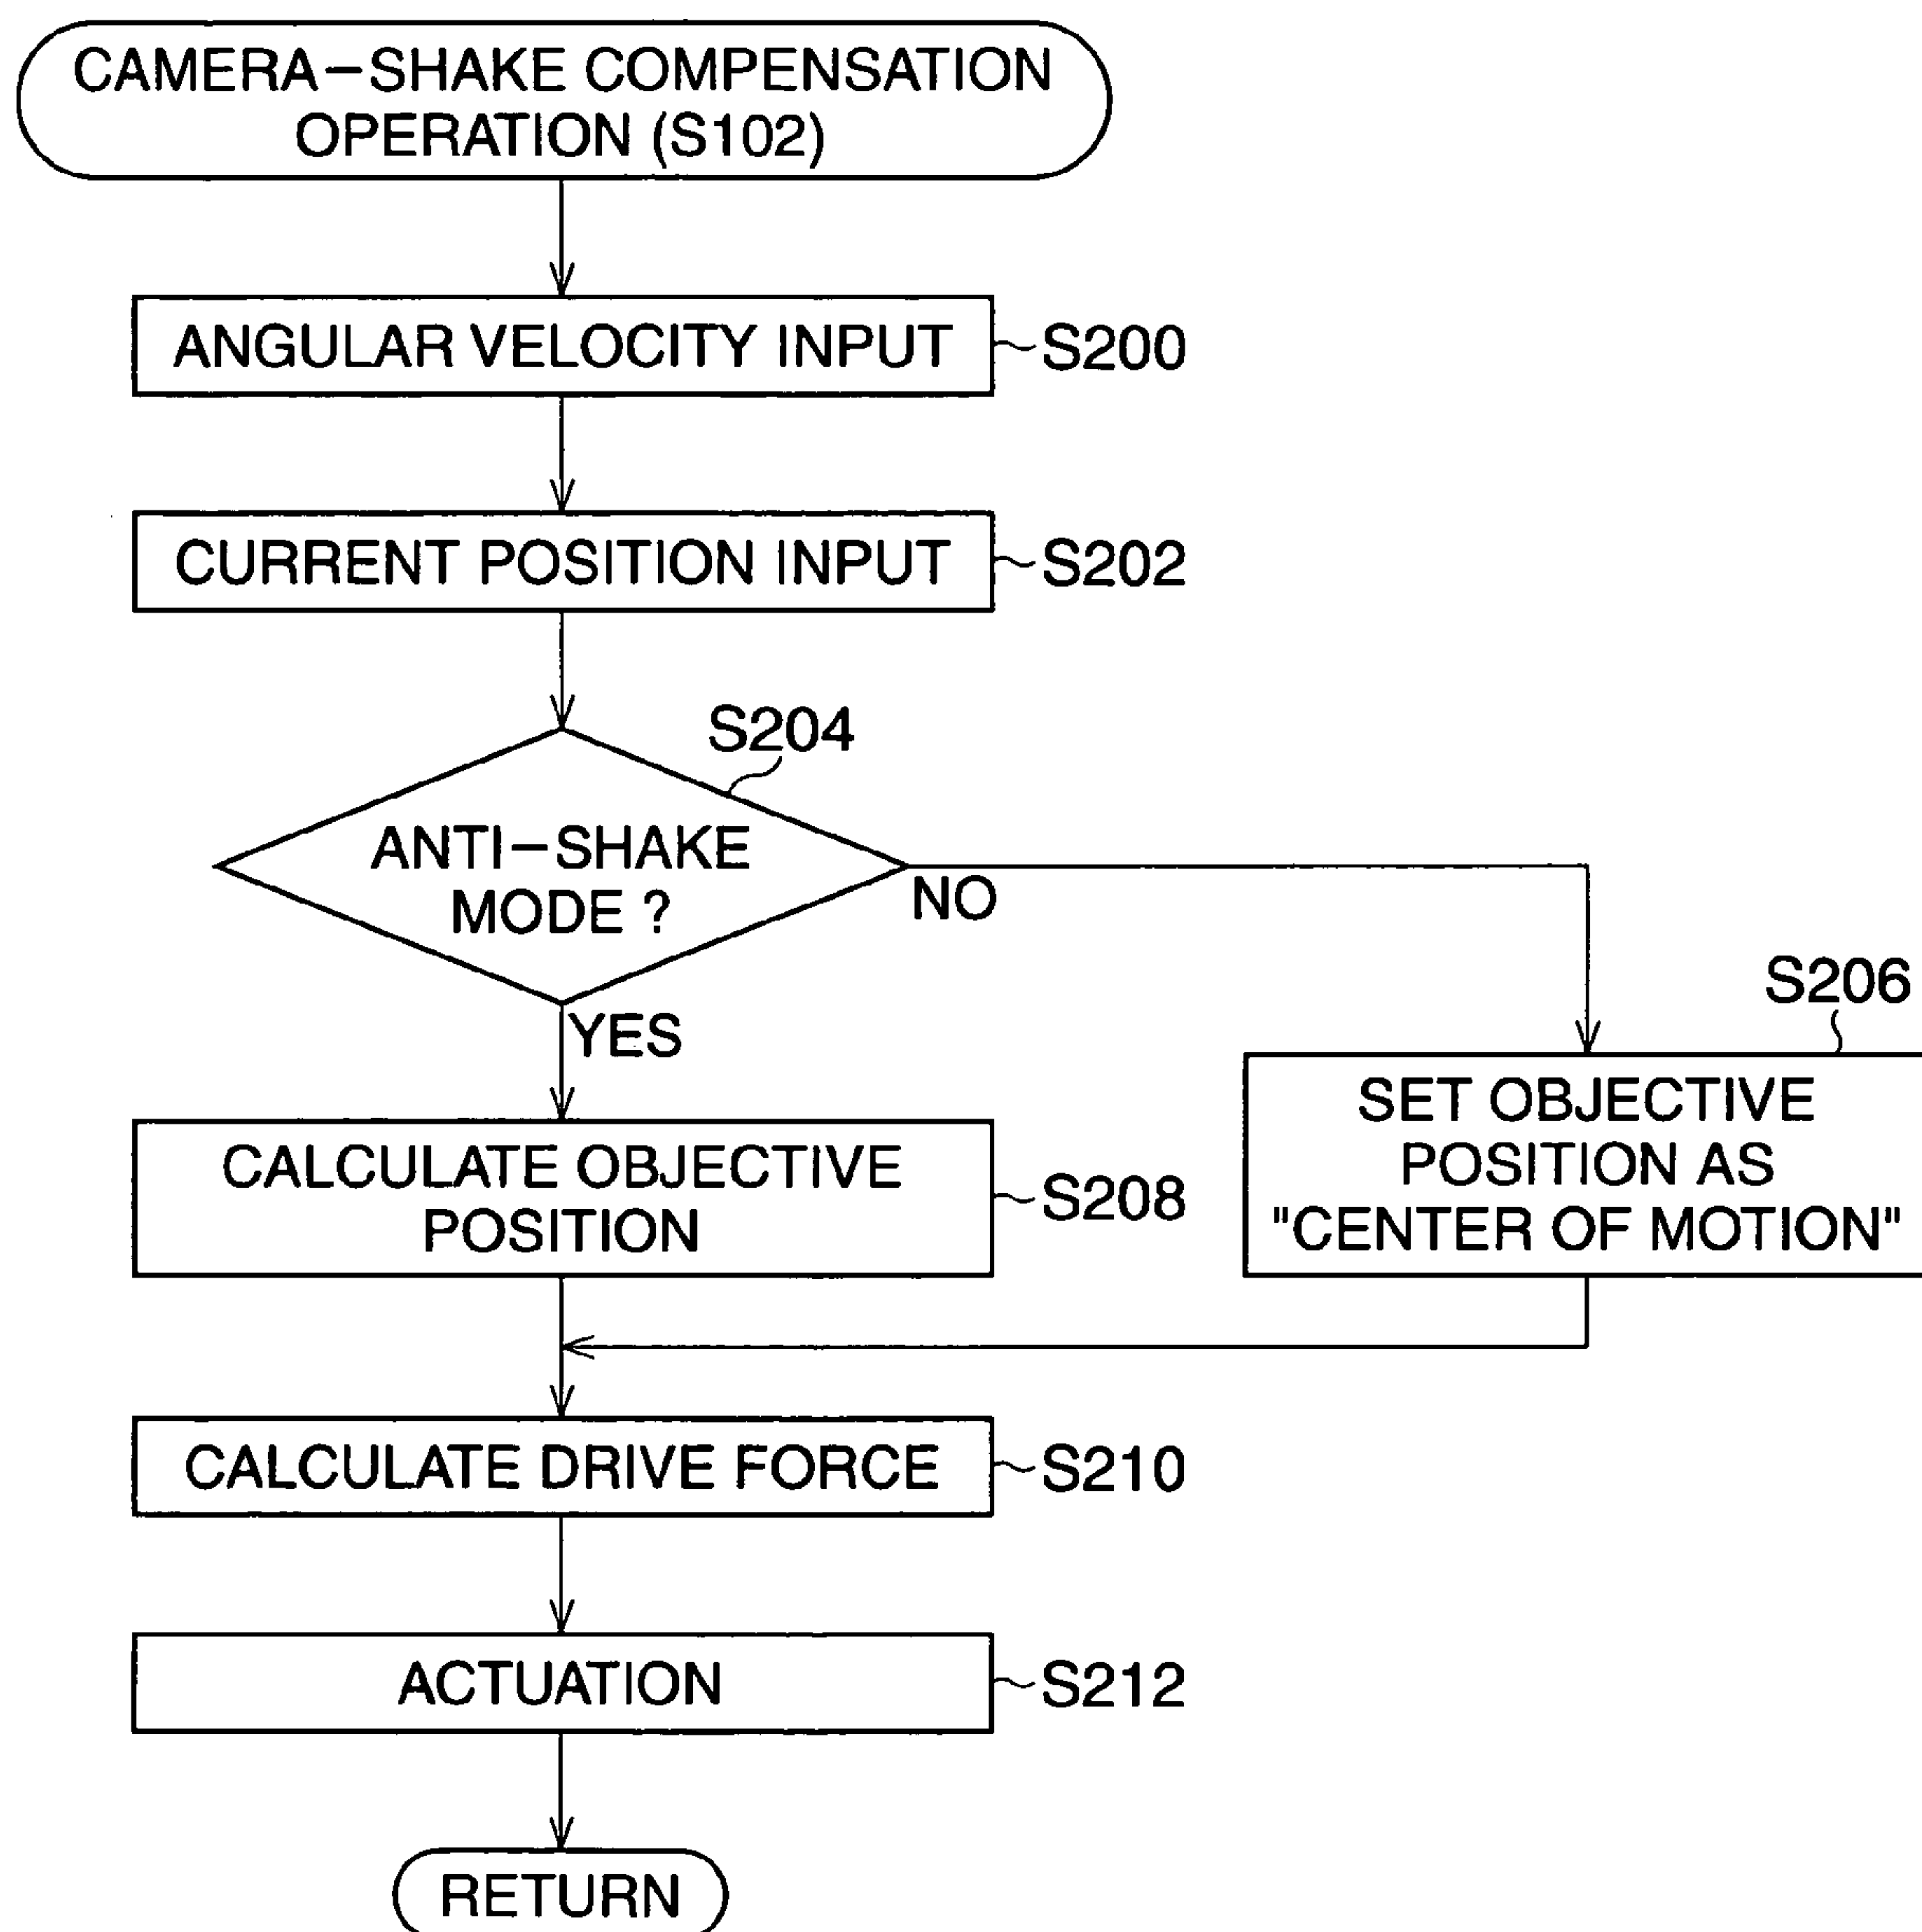 CAMERA-SHAKE COMPENSATION
OPERATION (S102)
ANGULAR VELOCITY INPUT
S200
CURRENT POSITION INPUT
S202
S204
ANTI-SHAKE
MODE ?
NO
YES
S206
SET OBJECTIVE
POSITION AS
"CENTER OF MOTION"
CALCULATE OBJECTIVE
POSITION
S208
CALCULATE DRIVE FORCE
S210
ACTUATION
S212
RETURN